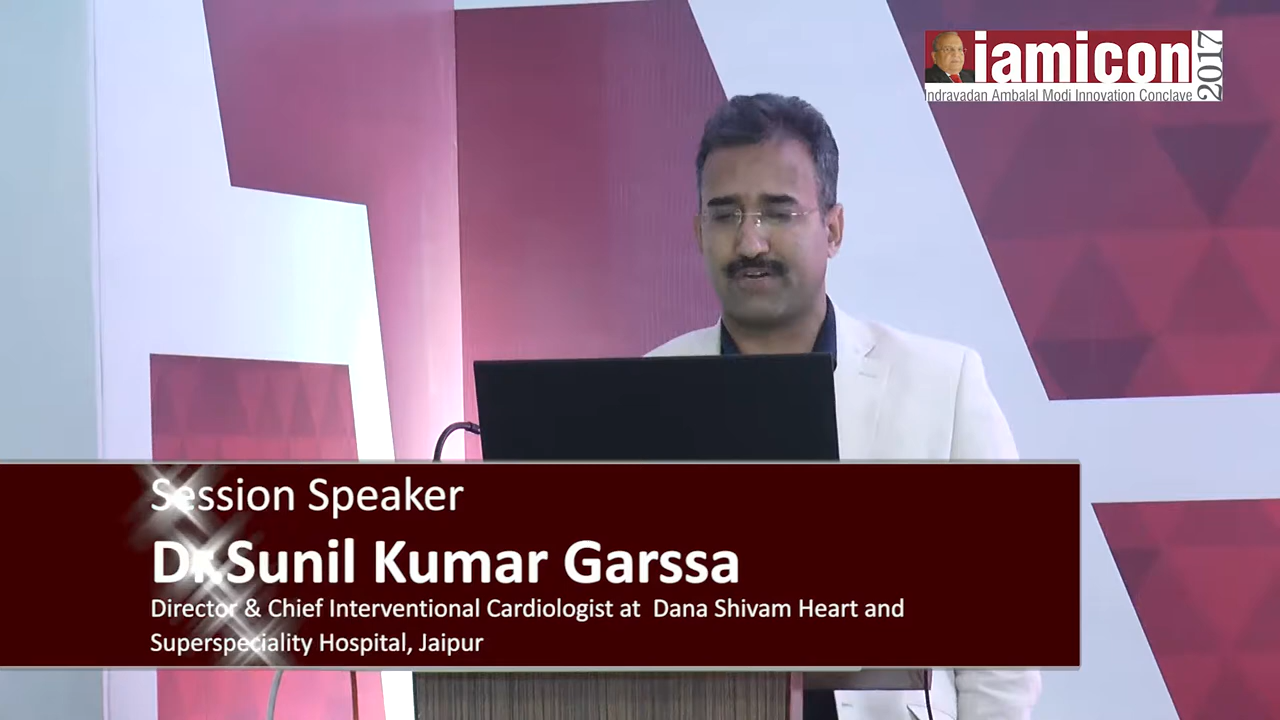 iamicon
2017
Indravadan Ambalal Modi Innovation Conclave
Session Speaker
Dr.Sunil Kumar Garssa
Director & Chief Interventional Cardiologist at Dana Shivam Heart and
Superspeciality Hospital, Jaipur